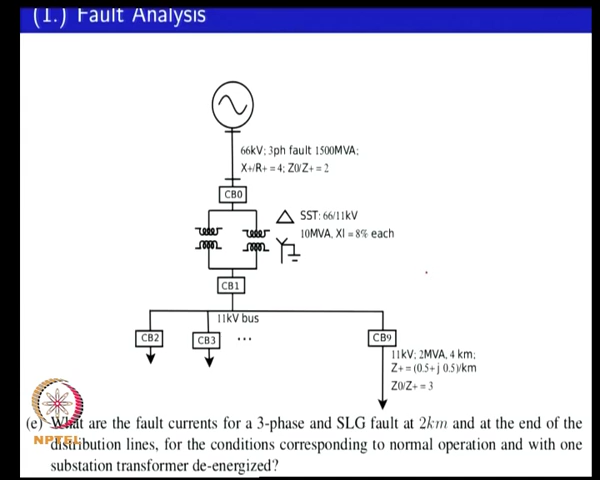 (1.) Fault Analysis
66kV; 3ph fault 1500MVA;
X+/R+ = 4; Z0/Z+ = 2
CB0
SST: 66/11kV
10MVA, Xl = 8% each
CB1
11kV bus
CB2
CB3
...
CB9
11kV; 2MVA, 4 km;
Z+ = (0.5+j 0.5)/km
Z0/Z+ = 3
(e) What are the fault currents for a 3-phase and SLG fault at 2km and at the end of the
distribution lines, for the conditions corresponding to normal operation and with one
substation transformer de-energized?
NPTEL